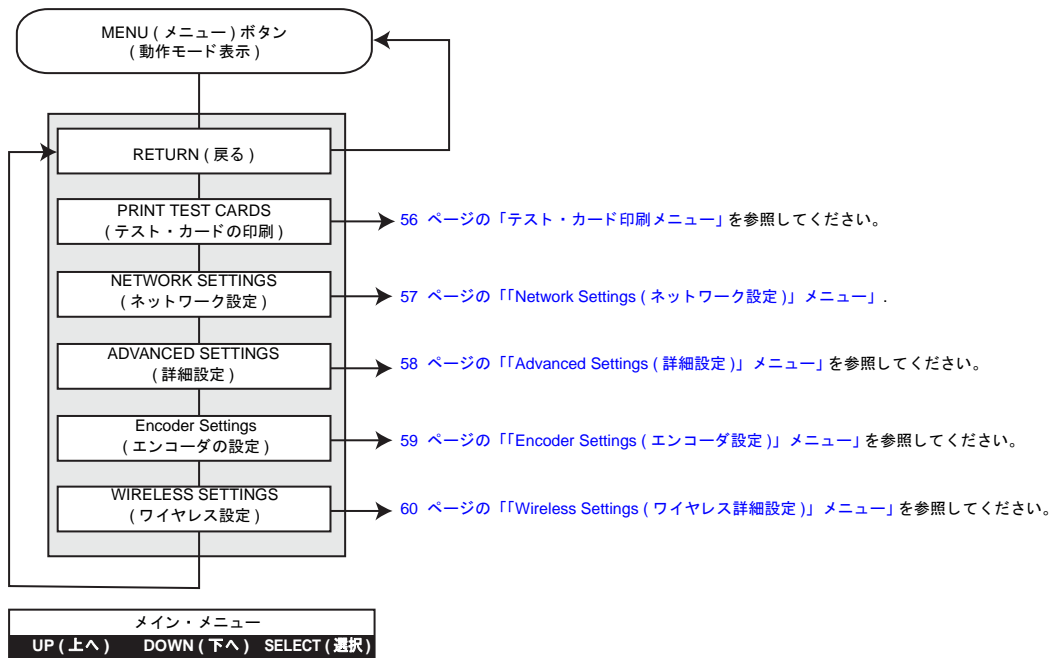 MENU ( メニュー ) ボタン
( 動作モード表示 )
RETURN ( 戻る )
PRINT TEST CARDS
( テスト・カードの印刷 )
56 ページの「テスト・カード印刷メニュー」を参照してください。
NETWORK SETTINGS
( ネットワーク設定 )
57 ページの「「Network Settings ( ネットワーク設定 )」メニュー」.
ADVANCED SETTINGS
( 詳細設定 )
58 ページの「「Advanced Settings ( 詳細設定 )」メニュー」を参照してください。
Encoder Settings
( エンコーダの設定 )
59 ページの「「Encoder Settings ( エンコーダ設定 )」メニュー」を参照してください。
WIRELESS SETTINGS
( ワイヤレス設定 )
60 ページの「「Wireless Settings ( ワイヤレス詳細設定 )」メニュー」を参照してください。
メイン・メニュー
UP ( 上へ ) DOWN ( 下へ ) SELECT ( 選択 )